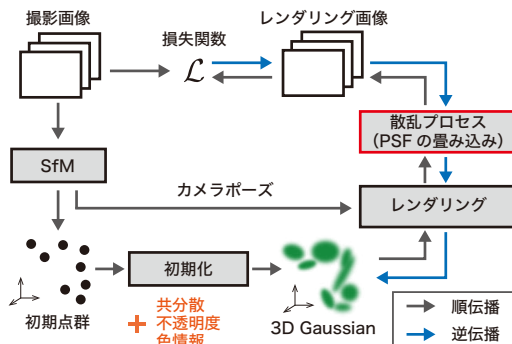 撮影画像
損失関数
ℒ
レンダリング画像
散乱プロセス
（PSF の畳み込み）
SfM
カメラポーズ
レンダリング
初期化
初期点群
+
共分散
不透明度
色情報
3D Gaussian
順伝播
逆伝播